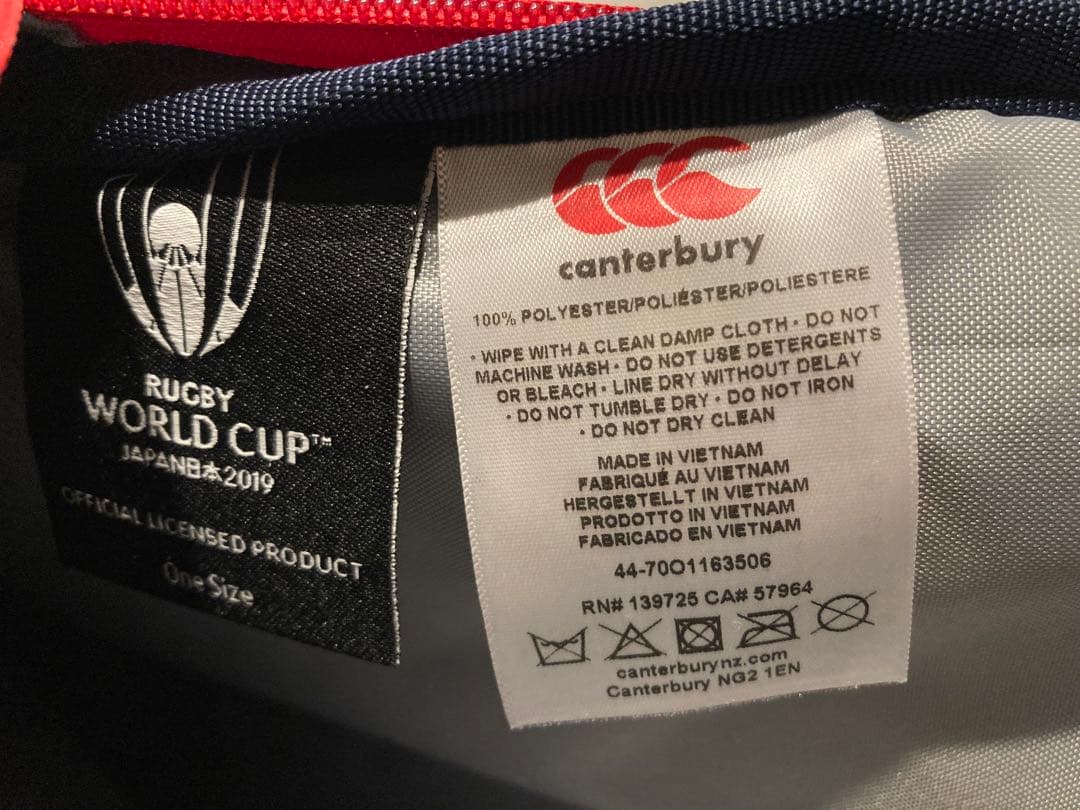 RUGBY
WORLD CUP™
JAPAN日本2019
OFFICIAL LICENSED PRODUCT
One Size
canterbury
100% POLYESTER/POLIÉSTER/POLIESTERE
· WIPE WITH A CLEAN DAMP CLOTH · DO NOT
MACHINE WASH · DO NOT USE DETERGENTS
OR BLEACH · LINE DRY WITHOUT DELAY
· DO NOT TUMBLE DRY · DO NOT IRON
· DO NOT DRY CLEAN
MADE IN VIETNAM
FABRIQUÉ AU VIETNAM
HERGESTELLT IN VIETNAM
PRODOTTO IN VIETNAM
FABRICADO EN VIETNAM
44-70O1163506
RN# 139725 CA# 57964
canterburynz.com
Canterbury NG2 1EN